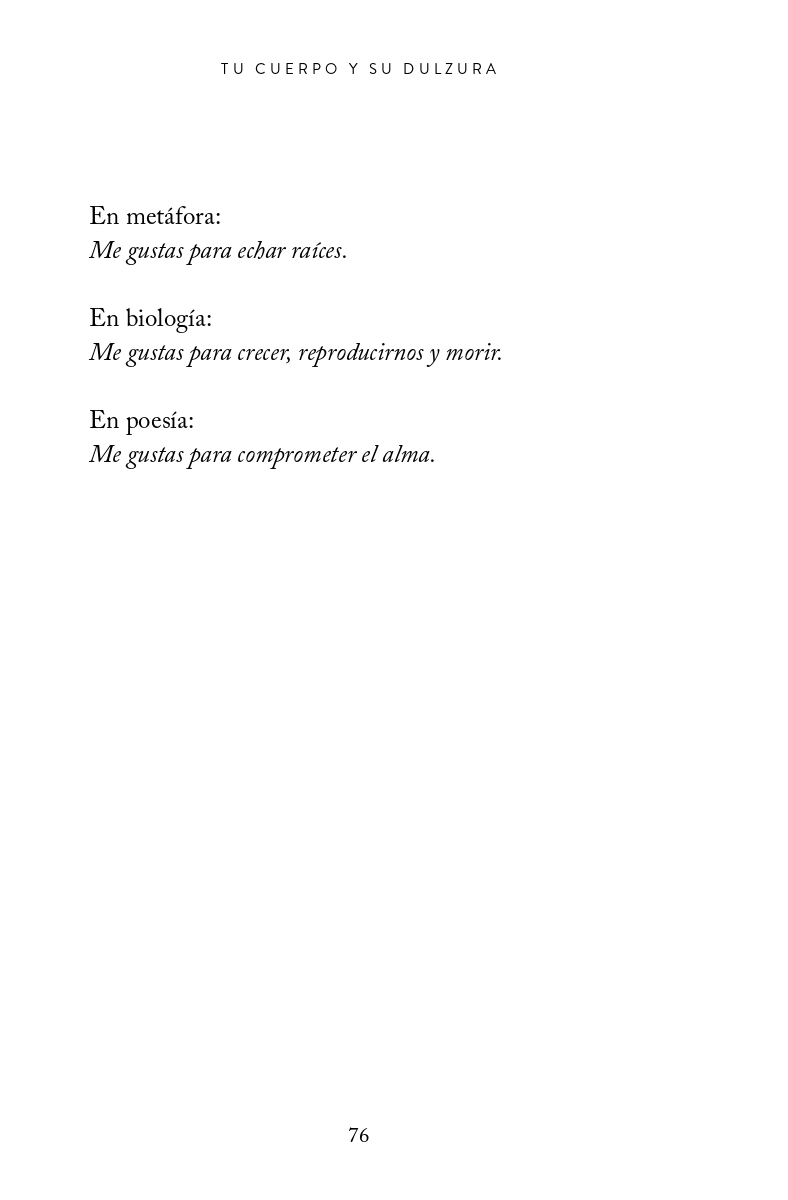 TU CUERPO Y SU DULZURA
En metáfora:
Me gustas para echar raíces.
En biología:
Me gustas para crecer, reproducirnos y morir.
En poesía:
Me gustas para comprometer el alma.
76